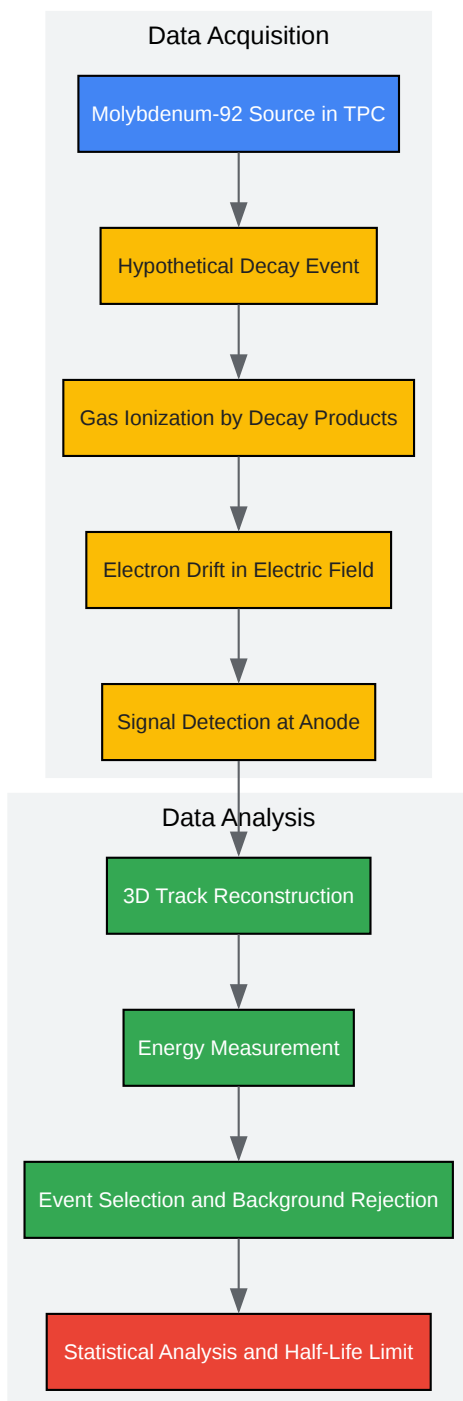 Data Acquisition
Molybdenum-92 Source in TPC
Hypothetical Decay Event
Gas Ionization by Decay Products
Electron Drift in Electric Field
Signal Detection at Anode
Data Analysis
3D Track Reconstruction
Energy Measurement
Event Selection and Background Rejection
Statistical Analysis and Half-Life Limit